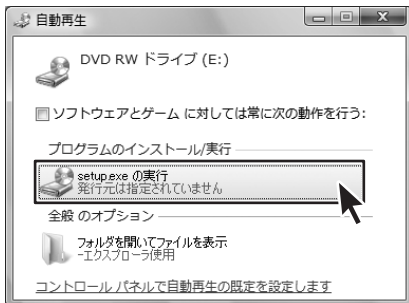 自動再生
DVD RW ドライブ (E:)
ソフトウェアとゲーム に対しては常に次の動作を行う:
プログラムのインストール/実行
setup.exe の実行
発行元は指定されていません
全般 のオプション
フォルダを開いてファイルを表示
-エクスプローラ使用
コントロール パネルで自動再生の既定を設定します